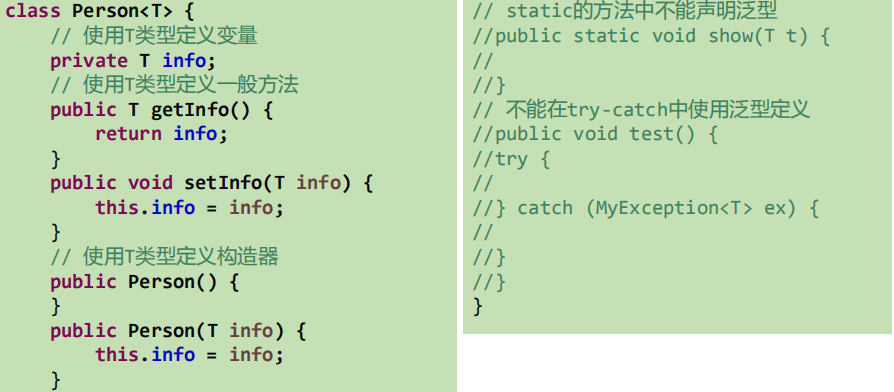 class Person<T> {
    // 使用T类型定义变量
    private T info;
    // 使用T类型定义一般方法
    public T getInfo() {
        return info;
    }
    public void setInfo(T info) {
        this.info = info;
    }
    // 使用T类型定义构造器
    public Person() {
    }
    public Person(T info) {
        this.info = info;
    }
// static的方法中不能声明泛型
//public static void show(T t) {
//
//}
// 不能在try-catch中使用泛型定义
//public void test() {
//try {
//
//} catch (MyException<T> ex) {
//
//}
//}
}